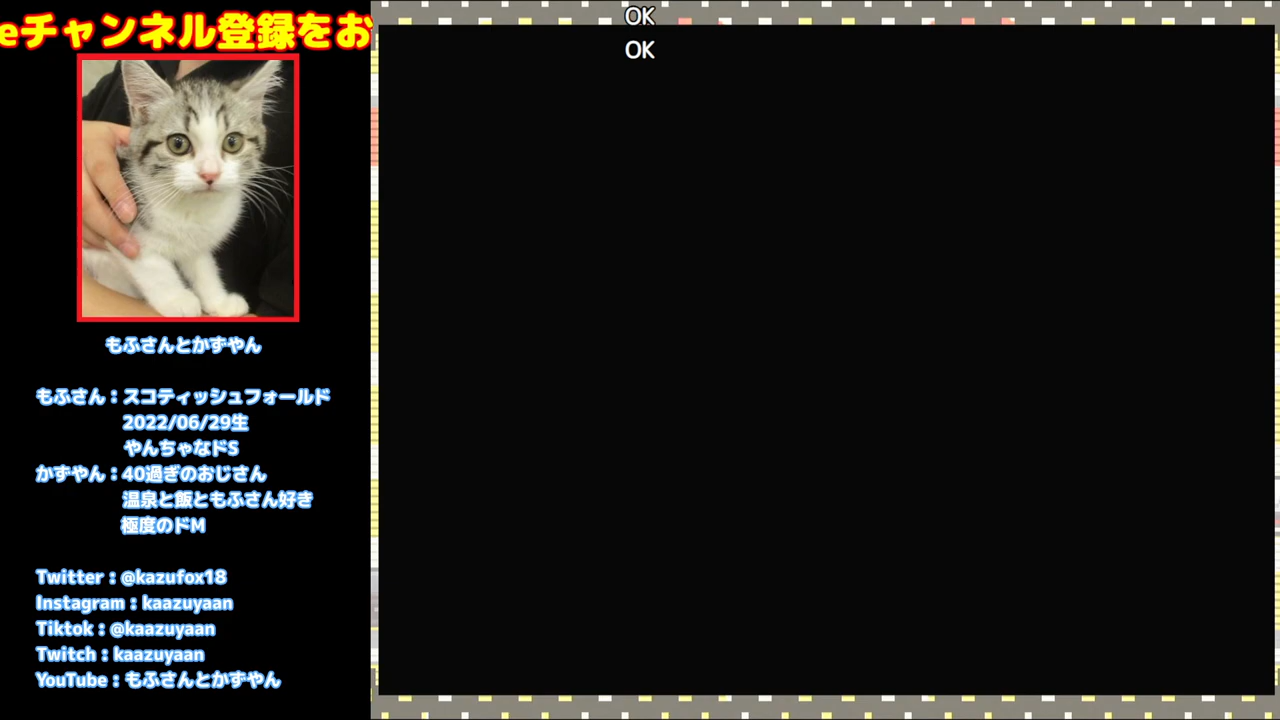 eチャンネル登録をお
もふさんとかずやん
もふさん：スコティッシュフォールド
2022/06/29生
やんちゃなドS
かずやん：40過ぎのおじさん
温泉と飯ともふさん好き
極度のドM
Twitter：@kazufox18
Instagram：kaazuyaan
Tiktok：@kaazuyaan
Twitch：kaazuyaan
YouTube：もふさんとかずやん
OK
OK